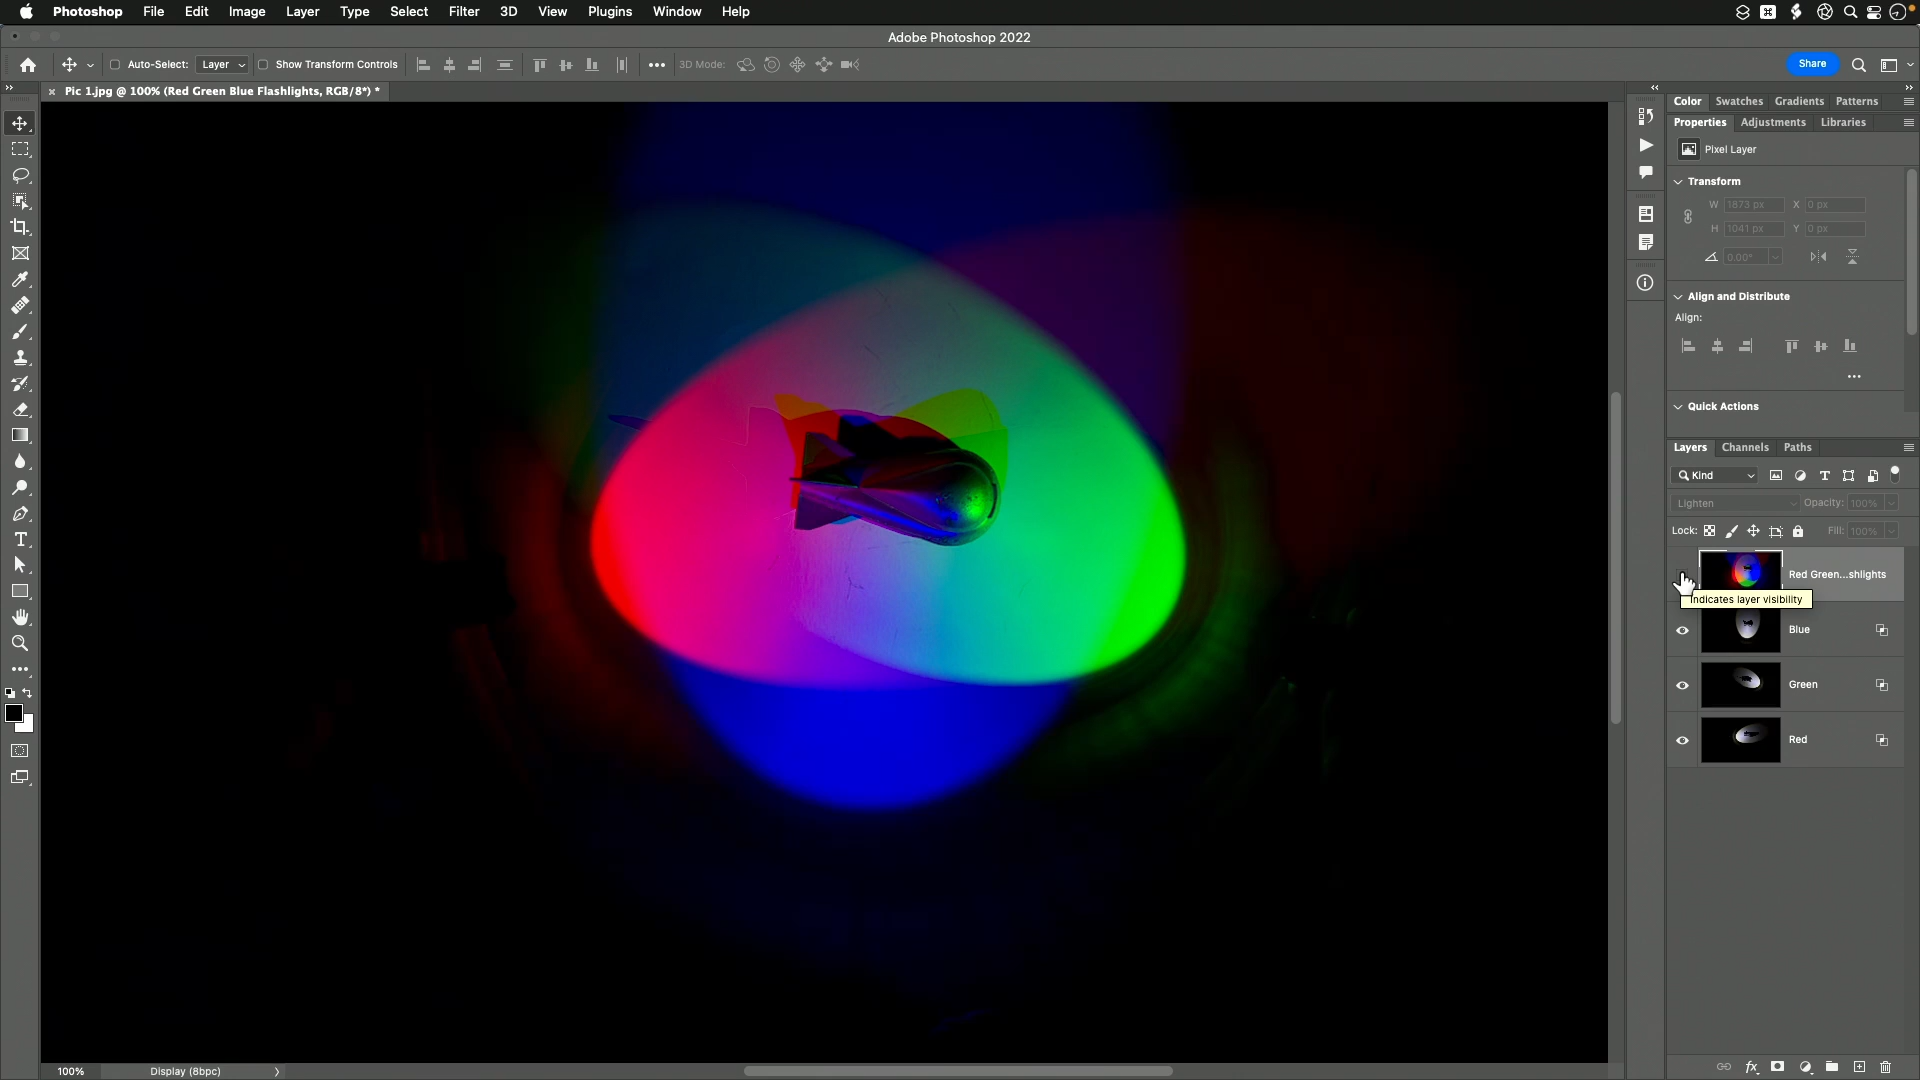 Photoshop File Edit Image Layer Type Select Filter 3D View Plugins Window Help
Adobe Photoshop 2022
Auto-Select: Layer Show Transform Controls 3D Mode: Share
Pic 1.jpg @ 100% (Red Green Blue Flashlights, RGB/8*) *
Color Swatches Gradients Patterns
Properties Adjustments Libraries
Pixel Layer
Transform
W 1873 px X 0 px
H 1041 px Y 0 px
0.00°
Align and Distribute
Align:
Quick Actions
Layers Channels Paths
Kind
Lighten Opacity: 100%
Lock: Fill: 100%
Red Green...shlights
Indicates layer visibility
Blue
Green
Red
100% Display (8bpc)